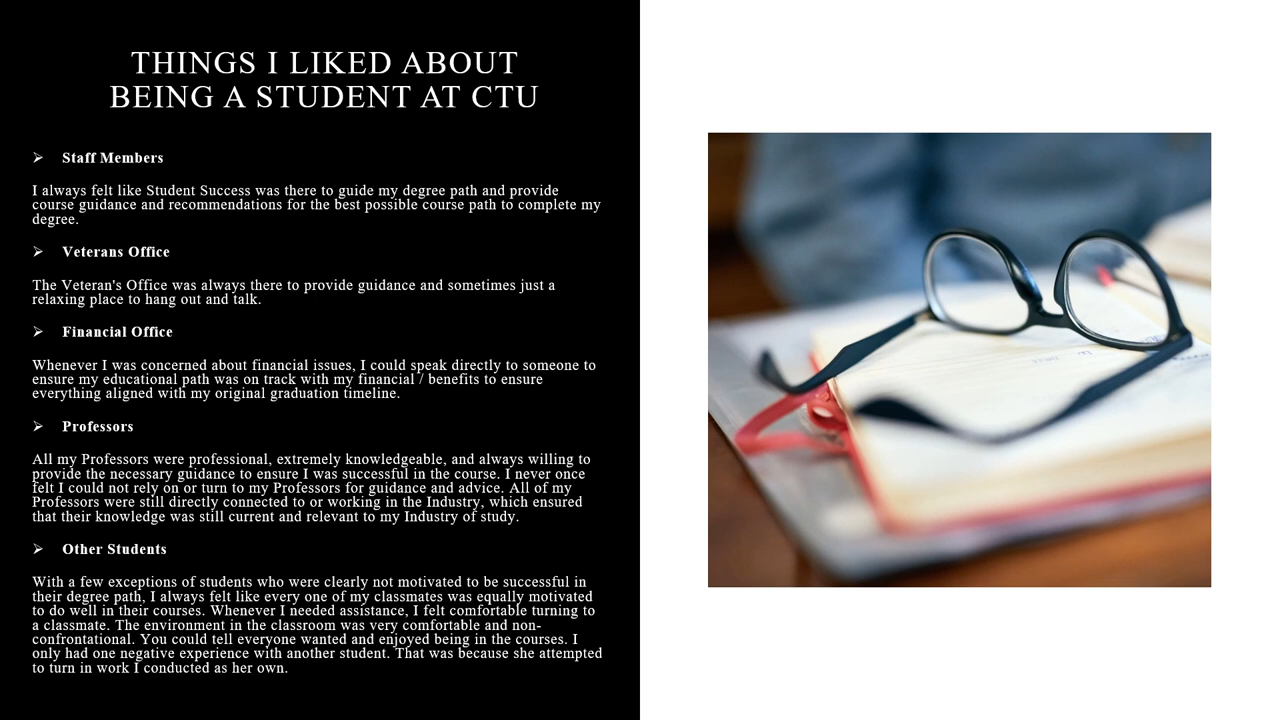 THINGS I LIKED ABOUT
BEING A STUDENT AT CTU
➢ Staff Members
I always felt like Student Success was there to guide my degree path and provide
course guidance and recommendations for the best possible course path to complete my
degree.
➢ Veterans Office
The Veteran's Office was always there to provide guidance and sometimes just a
relaxing place to hang out and talk.
➢ Financial Office
Whenever I was concerned about financial issues, I could speak directly to someone to
ensure my educational path was on track with my financial / benefits to ensure
everything aligned with my original graduation timeline.
➢ Professors
All my Professors were professional, extremely knowledgeable, and always willing to
provide the necessary guidance to ensure I was successful in the course. I never once
felt I could not rely on or turn to my Professors for guidance and advice. All of my
Professors were still directly connected to or working in the Industry, which ensured
that their knowledge was still current and relevant to my Industry of study.
➢ Other Students
With a few exceptions of students who were clearly not motivated to be successful in
their degree path, I always felt like every one of my classmates was equally motivated
to do well in their courses. Whenever I needed assistance, I felt comfortable turning to
a classmate. The environment in the classroom was very comfortable and non-
confrontational. You could tell everyone wanted and enjoyed being in the courses. I
only had one negative experience with another student. That was because she attempted
to turn in work I conducted as her own.